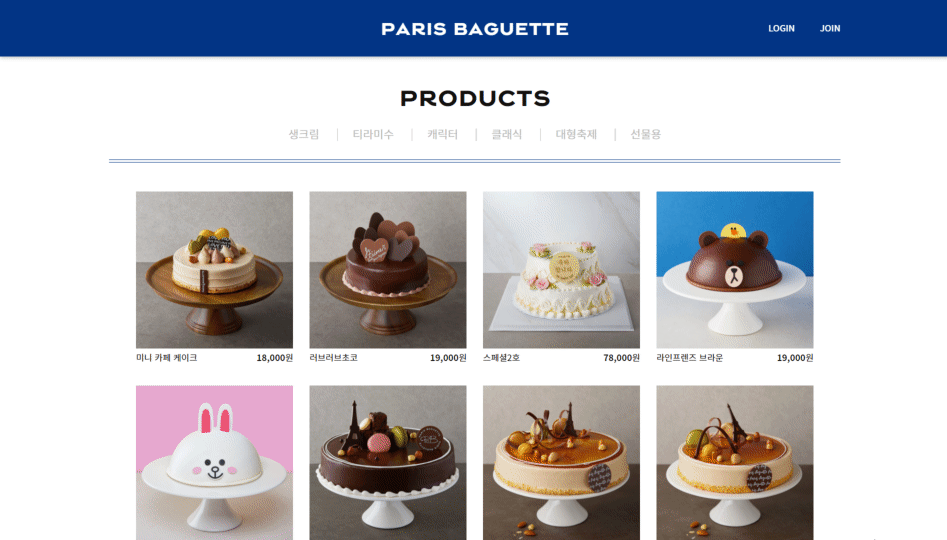 PARIS BAGUETTE
LOGIN JOIN
PRODUCTS
생크림 | 티라미수 | 캐릭터 | 클래식 | 대형축제 | 선물용
미니 카페 케이크 18,000원
러브러브초코 19,000원
스페셜2호 78,000원
라인프랜즈 브라운 19,000원